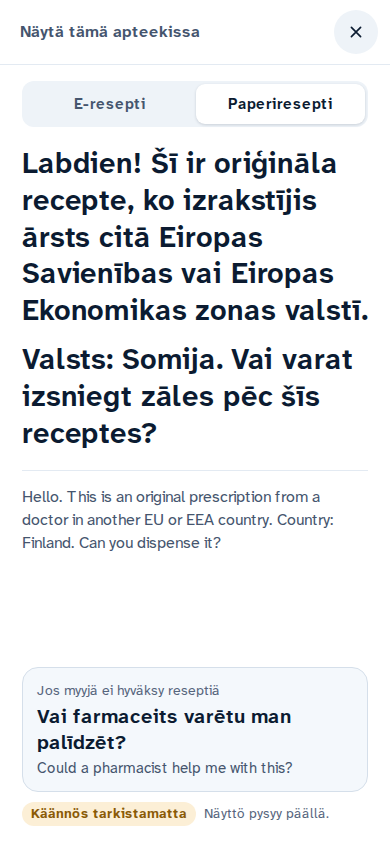 Näytä tämä apteekissa
E-resepti
Paperiresepti
Labdien! Šī ir oriģināla
recepte, ko izrakstījis
ārsts citā Eiropas
Savienības vai Eiropas
Ekonomikas zonas valstī.
Valsts: Somija. Vai varat
izsniegt zāles pēc šīs
receptes?
Hello. This is an original prescription from a
doctor in another EU or EEA country. Country:
Finland. Can you dispense it?
Jos myyjä ei hyväksy reseptiä
Vai farmaceits varētu man
palīdzēt?
Could a pharmacist help me with this?
Käännös tarkistamatta
Näyttö pysyy päällä.